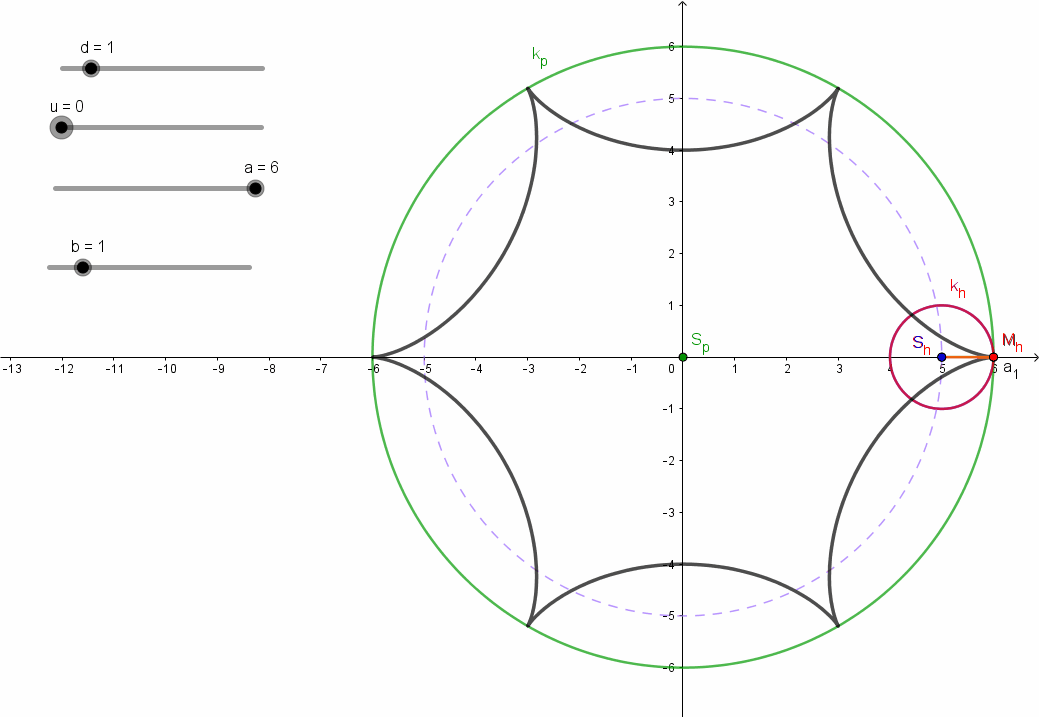 d = 1
u = 0
a = 6
b = 1
k_p
k_h
S_p
S_h
M_h
a_1
6
5
4
3
2
1
-13 -12 -11 -10 -9 -8 -7 -6 -5 -4 -3 -2 -1 0 1 2 3 4 5 6
-1
-2
-3
-4
-5
-6